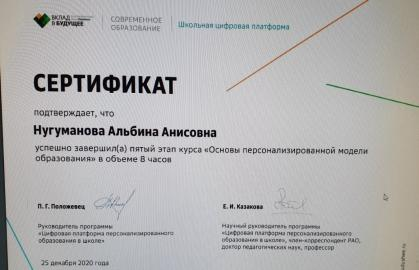 ВКЛАД
В БУДУЩЕЕ
СОВРЕМЕННОЕ
ОБРАЗОВАНИЕ
Школьная цифровая платформа
СЕРТИФИКАТ
подтверждает, что
Нугуманова Альбина Анисовна
успешно завершил(а) пятый этап курса «Основы персонализированной модели
образования» в объеме 8 часов
П. Г. Положевец
Руководитель программы
«Цифровая платформа персонализированного
образования в школе»
Е. И. Казакова
Научный руководитель программы
«Цифровая платформа персонализированного
образования в школе», член-корреспондент РАО,
доктор педагогических наук, профессор
25 декабря 2020 года